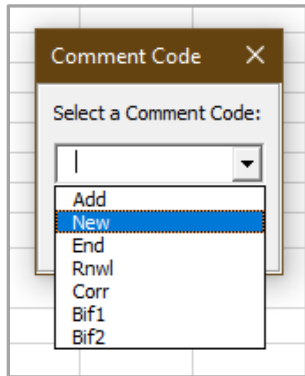 Comment Code
Select a Comment Code:
Add
New
End
Rnwl
Corr
Bif1
Bif2